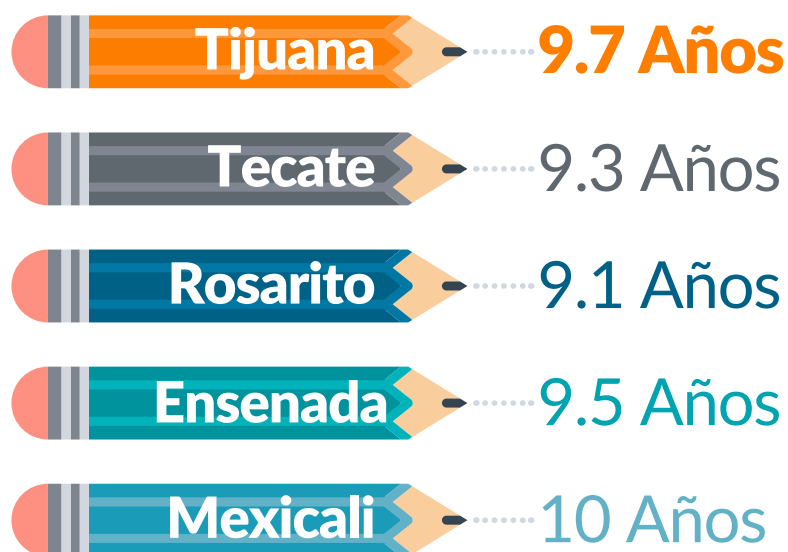 Tijuana 9.7 Años
Tecate 9.3 Años
Rosarito 9.1 Años
Ensenada 9.5 Años
Mexicali 10 Años